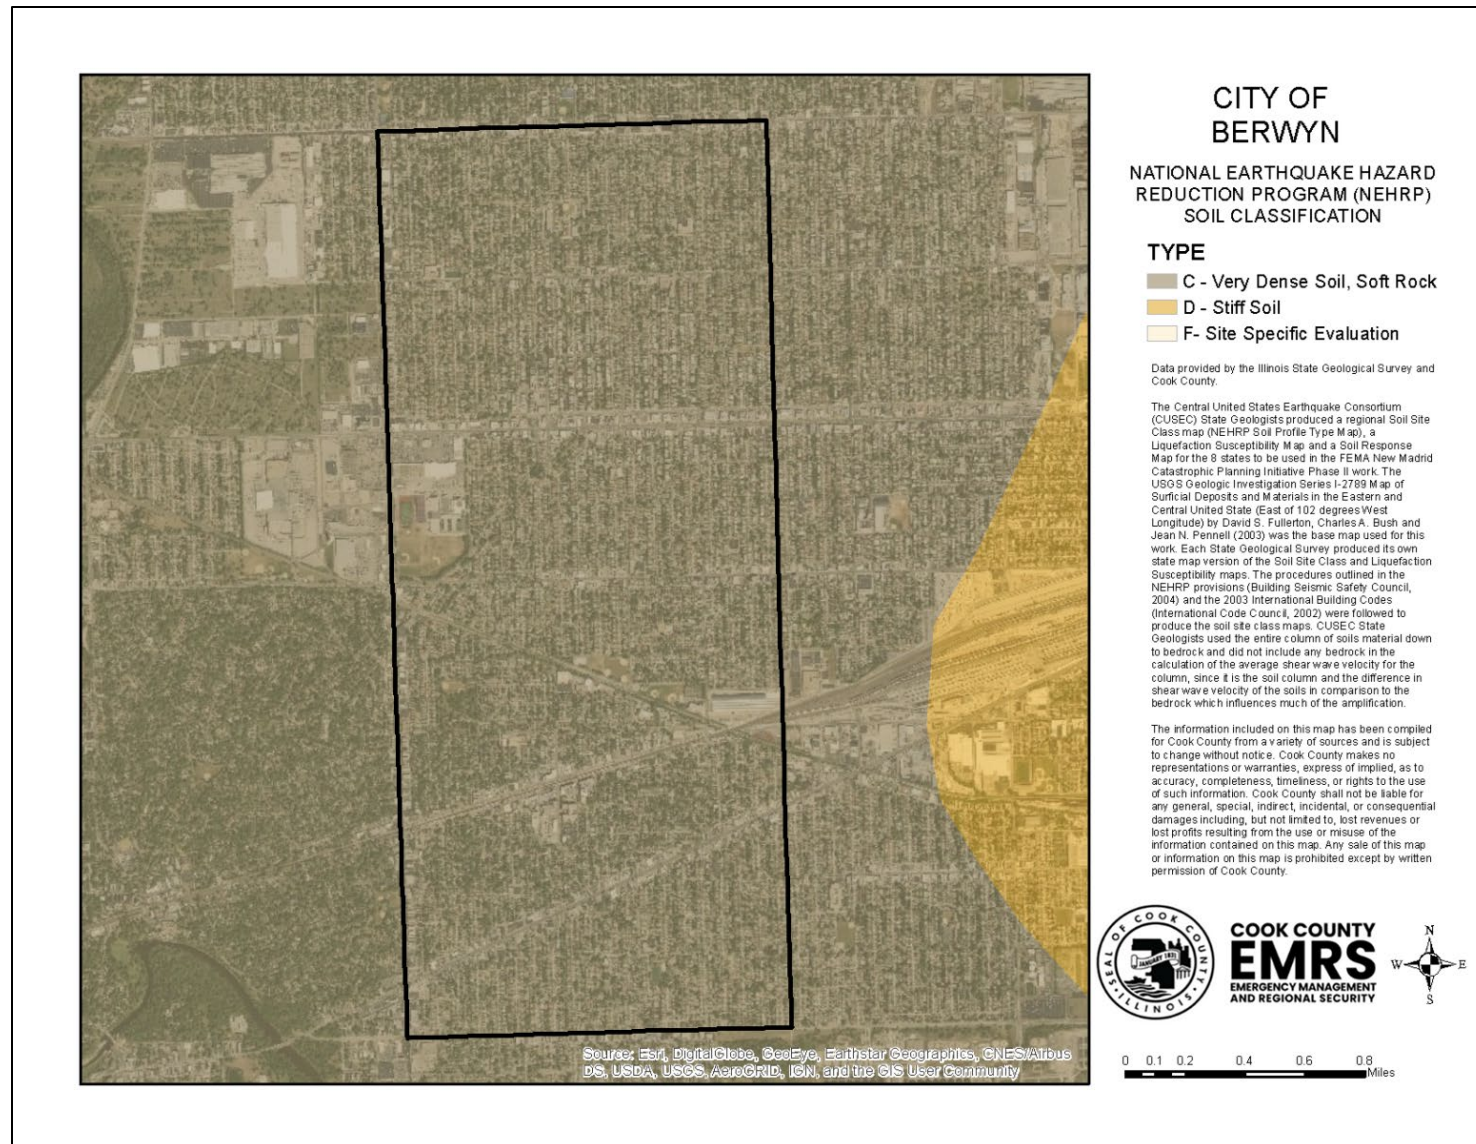 CITY OF
BERWYN
NATIONAL EARTHQUAKE HAZARD
REDUCTION PROGRAM (NEHRP)
SOIL CLASSIFICATION
TYPE
C - Very Dense Soil, Soft Rock
D - Stiff Soil
F- Site Specific Evaluation
Data provided by the Illinois State Geological Survey and
Cook County.
The Central United States Earthquake Consortium
(CUSEC) State Geologists produced a regional Soil Site
Class map (NEHRP Soil Profile Type Map), a
Liquefaction Susceptibility Map and a Soil Response
Map for the 8 states to be used in the FEMA New Madrid
Catastrophic Planning Initiative Phase II work. The
USGS Geologic Investigation Series I-2789 Map of
Surficial Deposits and Materials in the Eastern and
Central United State (East of 102 degrees West
Longitude) by David S. Fullerton, Charles A. Bush and
Jean N. Pennell (2003) was the base map used for this
work. Each State Geological Survey produced its own
state map version of the Soil Site Class and Liquefaction
Susceptibility maps. The procedures outlined in the
NEHRP provisions (Building Seismic Safety Council,
2004) and the 2003 International Building Codes
(International Code Council, 2002) were followed to
produce the soil site class maps. CUSEC State
Geologists used the entire column of soils material down
to bedrock and did not include any bedrock in the
calculation of the average shear wave velocity for the
column, since it is the soil column and the difference in
shear wave velocity of the soils in comparison to the
bedrock which influences much of the amplification.
The information included on this map has been compiled
for Cook County from a variety of sources and is subject
to change without notice. Cook County makes no
representations or warranties, express of implied, as to
accuracy, completeness, timeliness, or rights to the use
of such information. Cook County shall not be liable for
any general, special, indirect, incidental, or consequential
damages including, but not limited to, lost revenues or
lost profits resulting from the use or misuse of the
information contained on this map. Any sale of this map
or information on this map is prohibited except by written
permission of Cook County.
SEAL OF COOK COUNTY
JANUARY 1831
ILLINOIS
COOK COUNTY
EMRS
EMERGENCY MANAGEMENT
AND REGIONAL SECURITY
N
W E
S
0 0.1 0.2 0.4 0.6 0.8
Miles
Source: Esri, DigitalGlobe, GeoEye, Earthstar Geographics, CNES/Airbus
DS, USDA, USGS, AeroGRID, IGN, and the GIS User Community